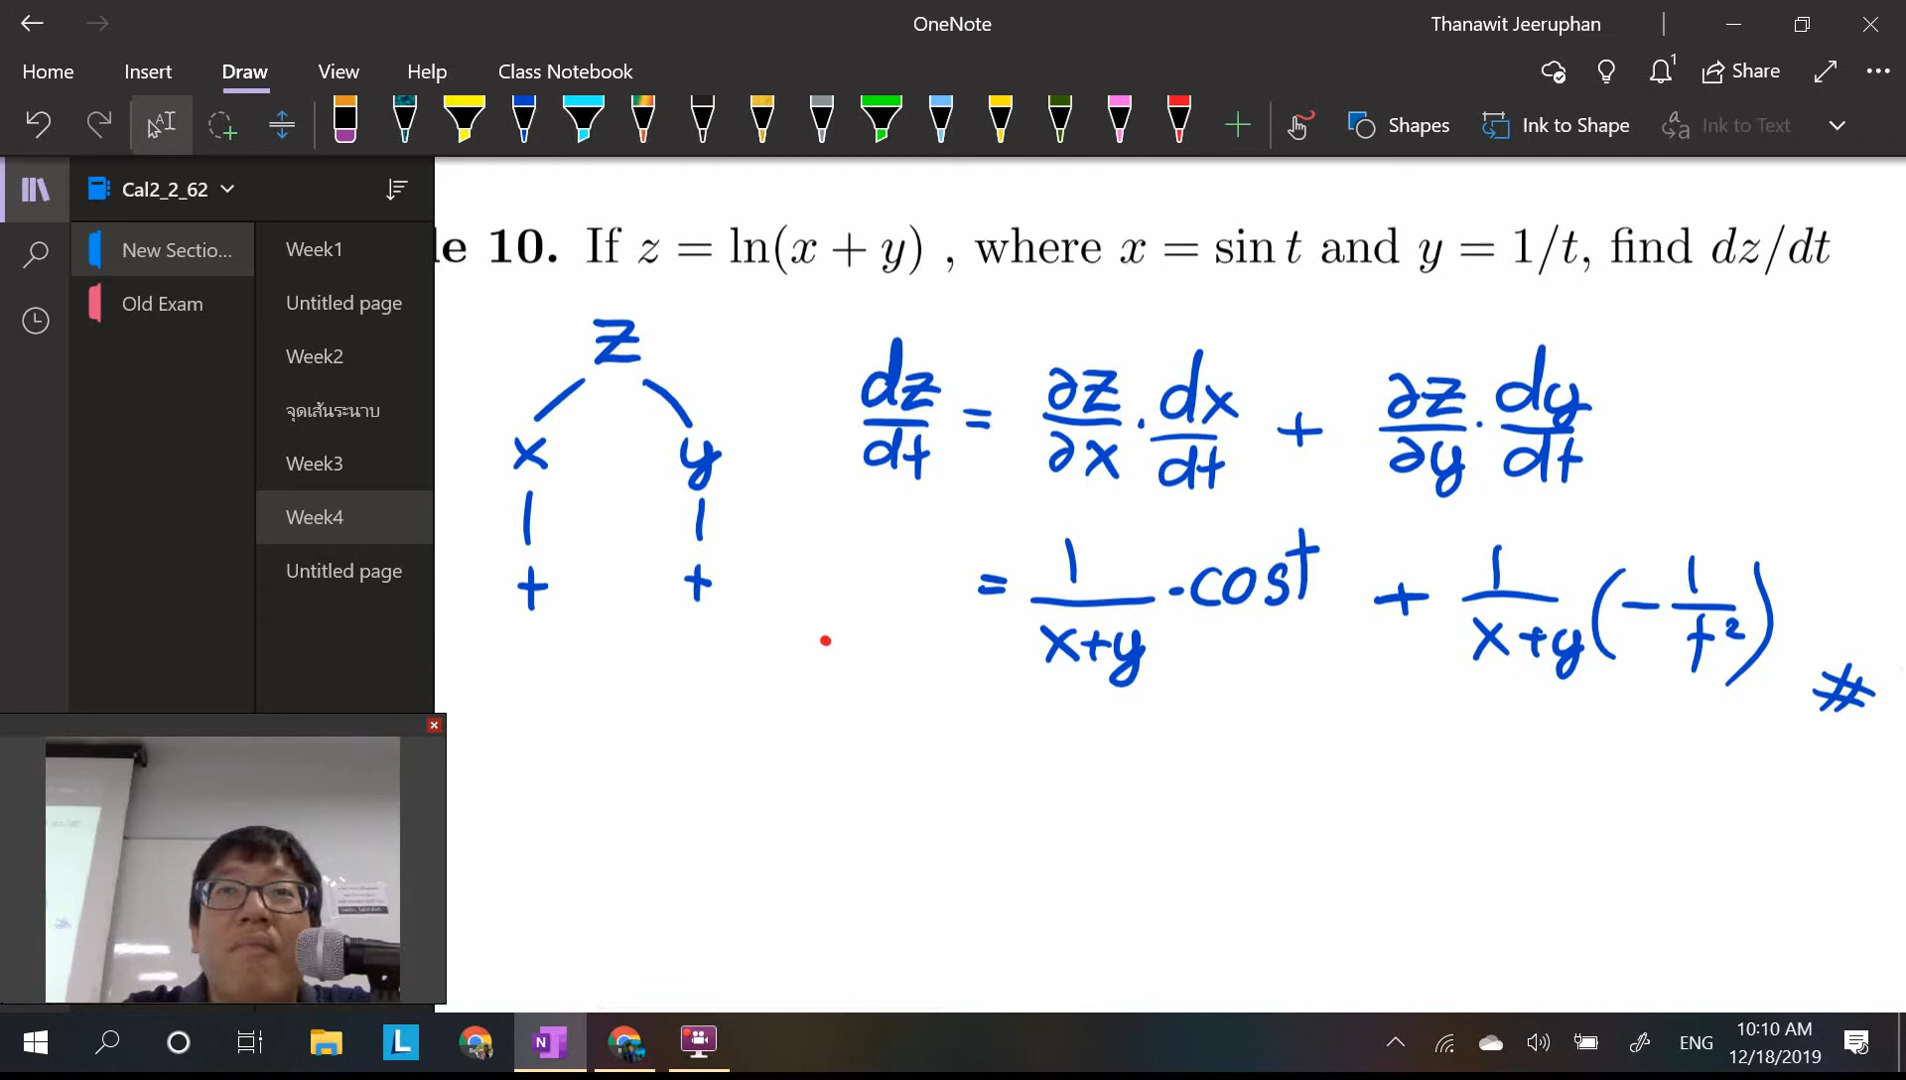 OneNote
Thanawit Jeeruphan
Home Insert Draw View Help Class Notebook
1
Share
Shapes
Ink to Shape
Ink to Text
Cal2_2_62
New Sectio...
Old Exam
Week1
Untitled page
Week2
จุดเส้นระนาบ
Week3
Week4
Untitled page
le 10. If z = ln(x + y) , where x = sin t and y = 1/t, find dz/dt
z
x y
t t
dz/dt = ∂z/∂x · dx/dt + ∂z/∂y · dy/dt
= 1/(x+y) · cos t + 1/(x+y) (− 1/t²) #
ENG
10:10 AM
12/18/2019